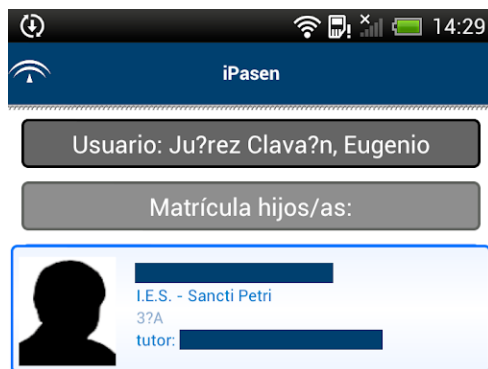 14:29
iPasen
Usuario: Ju?rez Clava?n, Eugenio
Matrícula hijos/as:
I.E.S. - Sancti Petri
3?A
tutor: